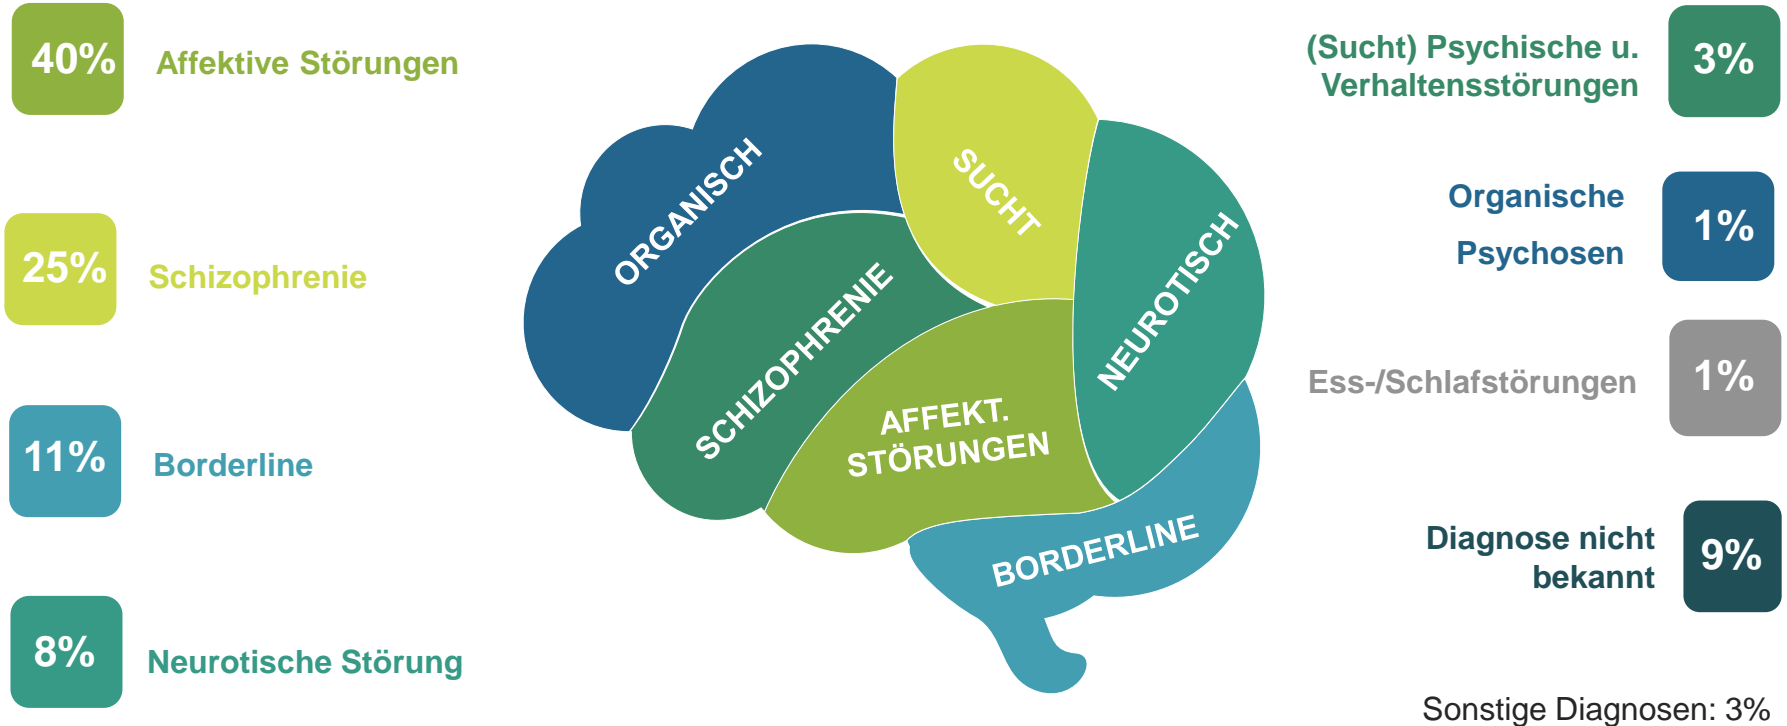 40%
Affektive Störungen
25%
Schizophrenie
11%
Borderline
8%
Neurotische Störung
ORGANISCH
SUCHT
NEUROTISCH
SCHIZOPHRENIE
AFFEKT.
STÖRUNGEN
BORDERLINE
(Sucht) Psychische u.
Verhaltensstörungen
3%
Organische
Psychosen
1%
Ess-/Schlafstörungen
1%
Diagnose nicht
bekannt
9%
Sonstige Diagnosen: 3%